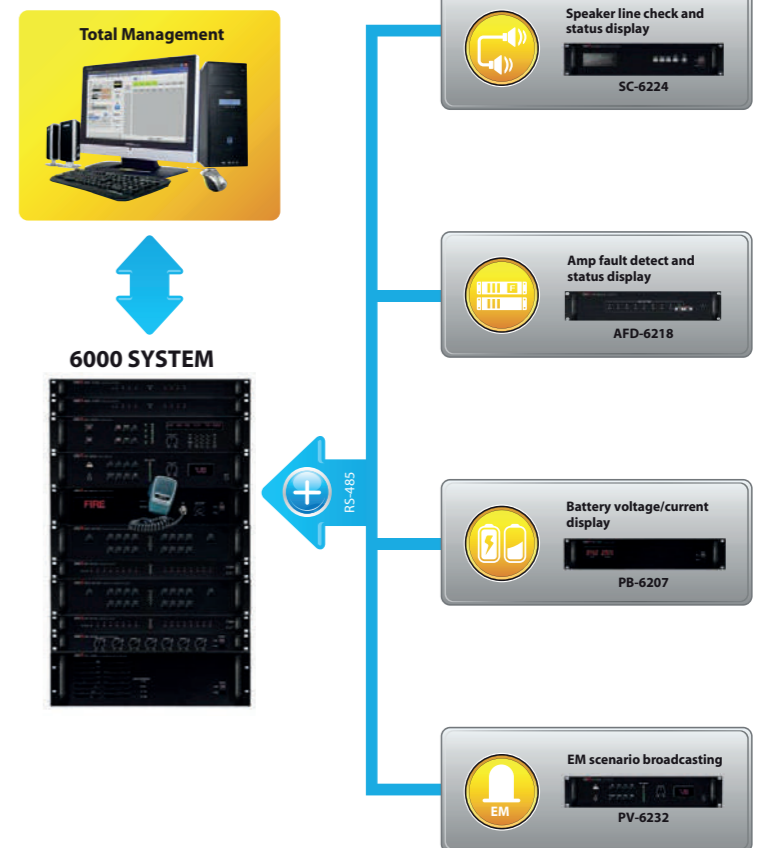 Total Management
6000 SYSTEM
FIRE
RS-485
Speaker line check and
status display
SC-6224
Amp fault detect and
status display
AFD-6218
Battery voltage/current
display
PB-6207
EM scenario broadcasting
EM
PV-6232